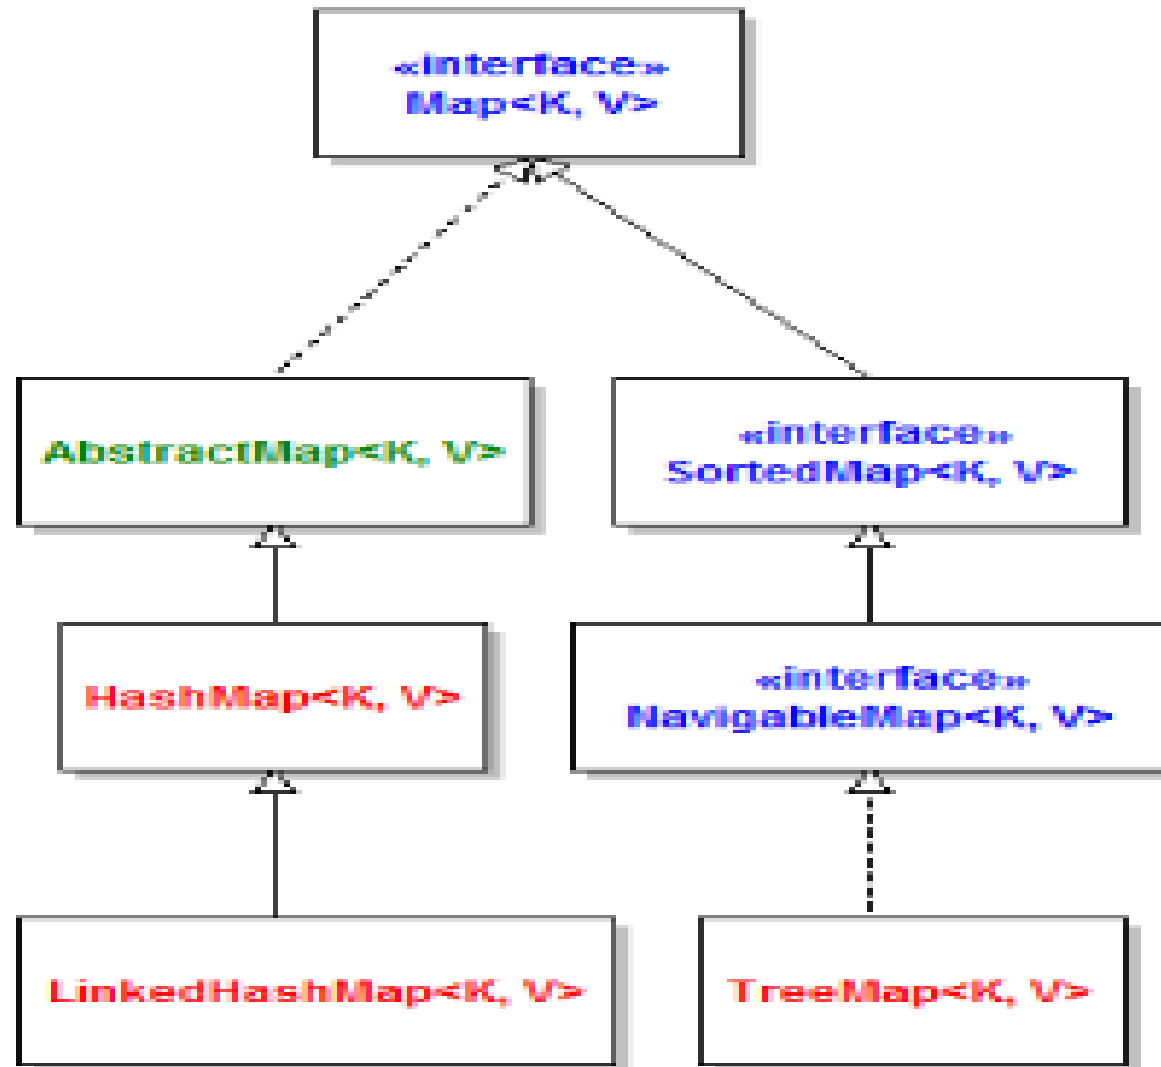 «interface»
Map<K, V>
AbstractMap<K, V>
«interface»
SortedMap<K, V>
HashMap<K, V>
«interface»
NavigableMap<K, V>
LinkedHashMap<K, V>
TreeMap<K, V>